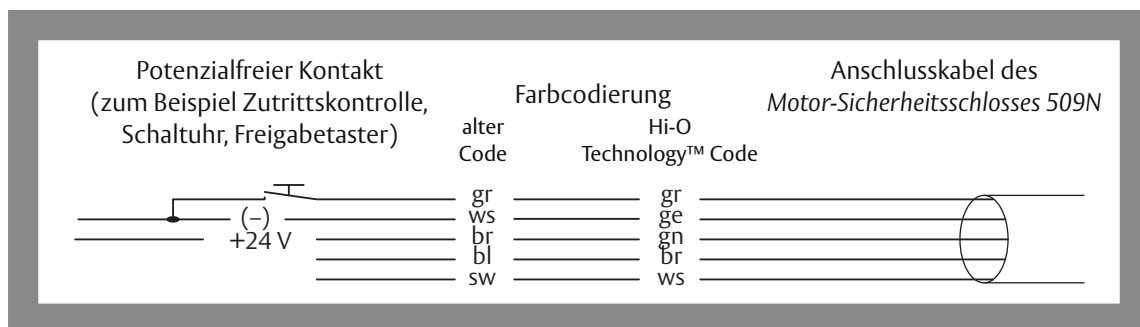 Potenzialfreier Kontakt
(zum Beispiel Zutrittskontrolle,
Schaltuhr, Freigabetaster)
Farbcodierung
alter
Code
Hi-O
Technology™ Code
Anschlusskabel des
Motor-Sicherheitsschlosses 509N
gr gr
(–) ws ge
+24 V br gn
bl br
sw ws